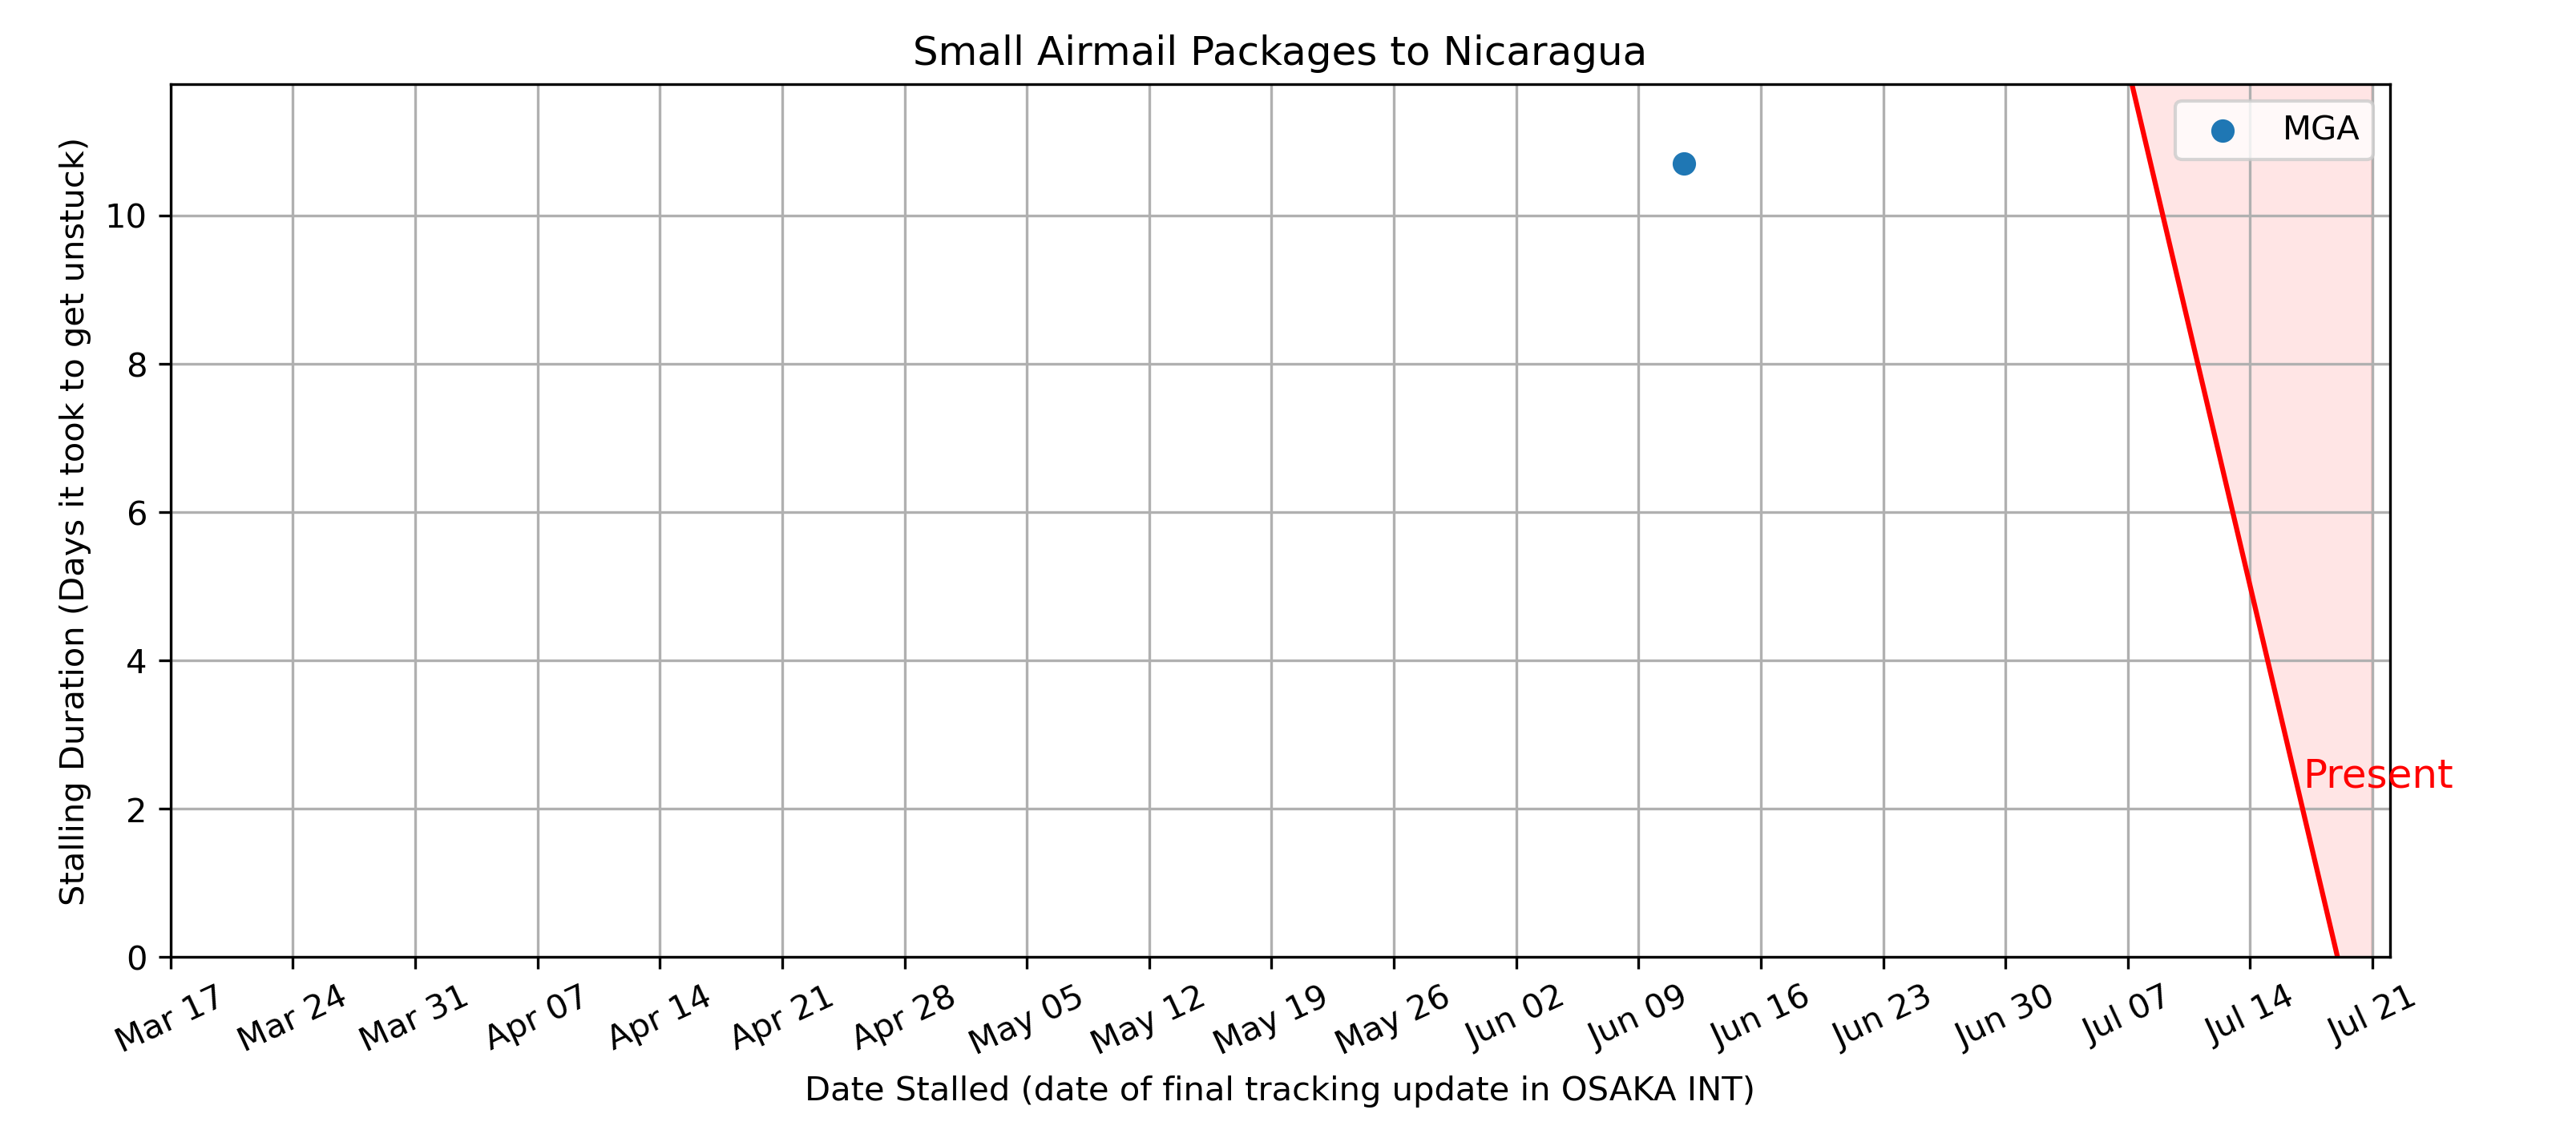 Small Airmail Packages to Nicaragua
MGA
Stalling Duration (Days it took to get unstuck)
10
8
6
4
2
0
Present
Mar 17 Mar 24 Mar 31 Apr 07 Apr 14 Apr 21 Apr 28 May 05 May 12 May 19 May 26 Jun 02 Jun 09 Jun 16 Jun 23 Jun 30 Jul 07 Jul 14 Jul 21
Date Stalled (date of final tracking update in OSAKA INT)